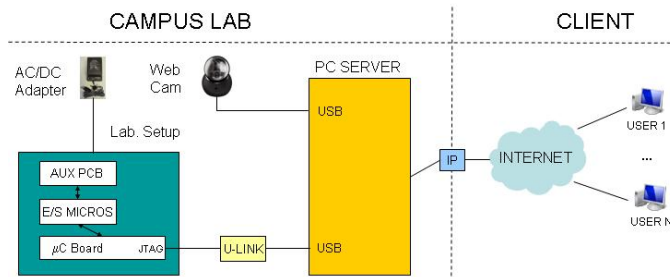 CAMPUS LAB
CLIENT
AC/DC
Adapter
Web
Cam
PC SERVER
Lab. Setup
USB
AUX PCB
E/S MICROS
µC Board
JTAG
U-LINK
USB
IP
INTERNET
USER 1
...
USER N